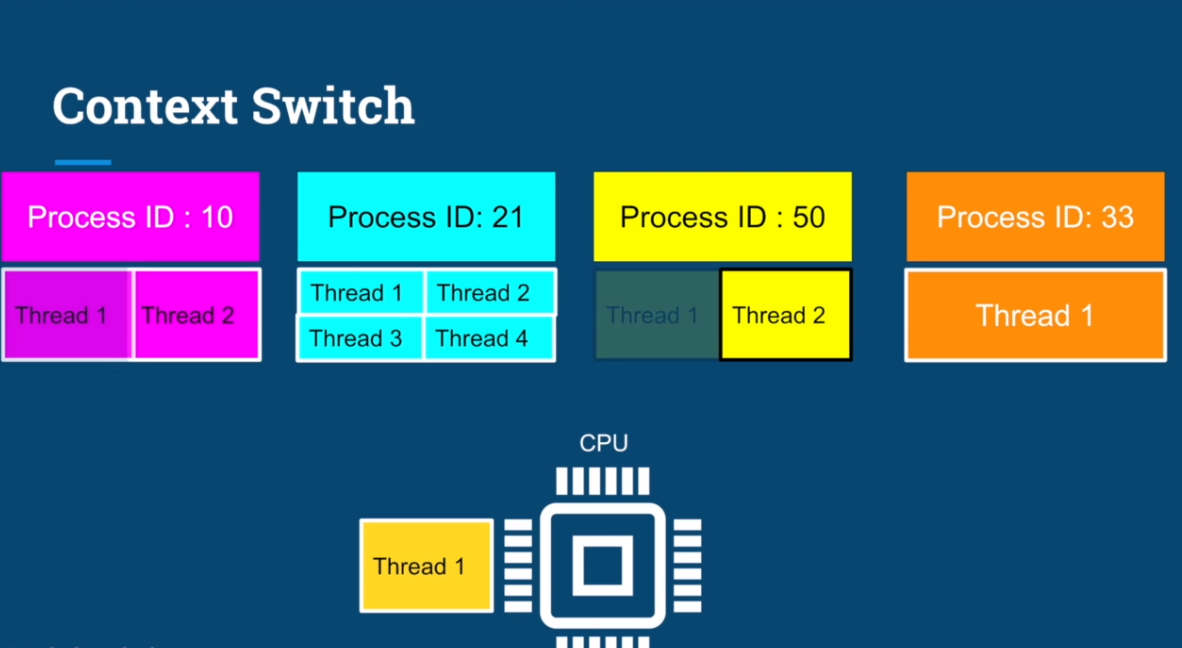 Context Switch
Process ID : 10
Process ID: 21
Process ID : 50
Process ID: 33
Thread 1
Thread 2
Thread 1
Thread 2
Thread 3
Thread 4
Thread 1
Thread 2
Thread 1
CPU
Thread 1